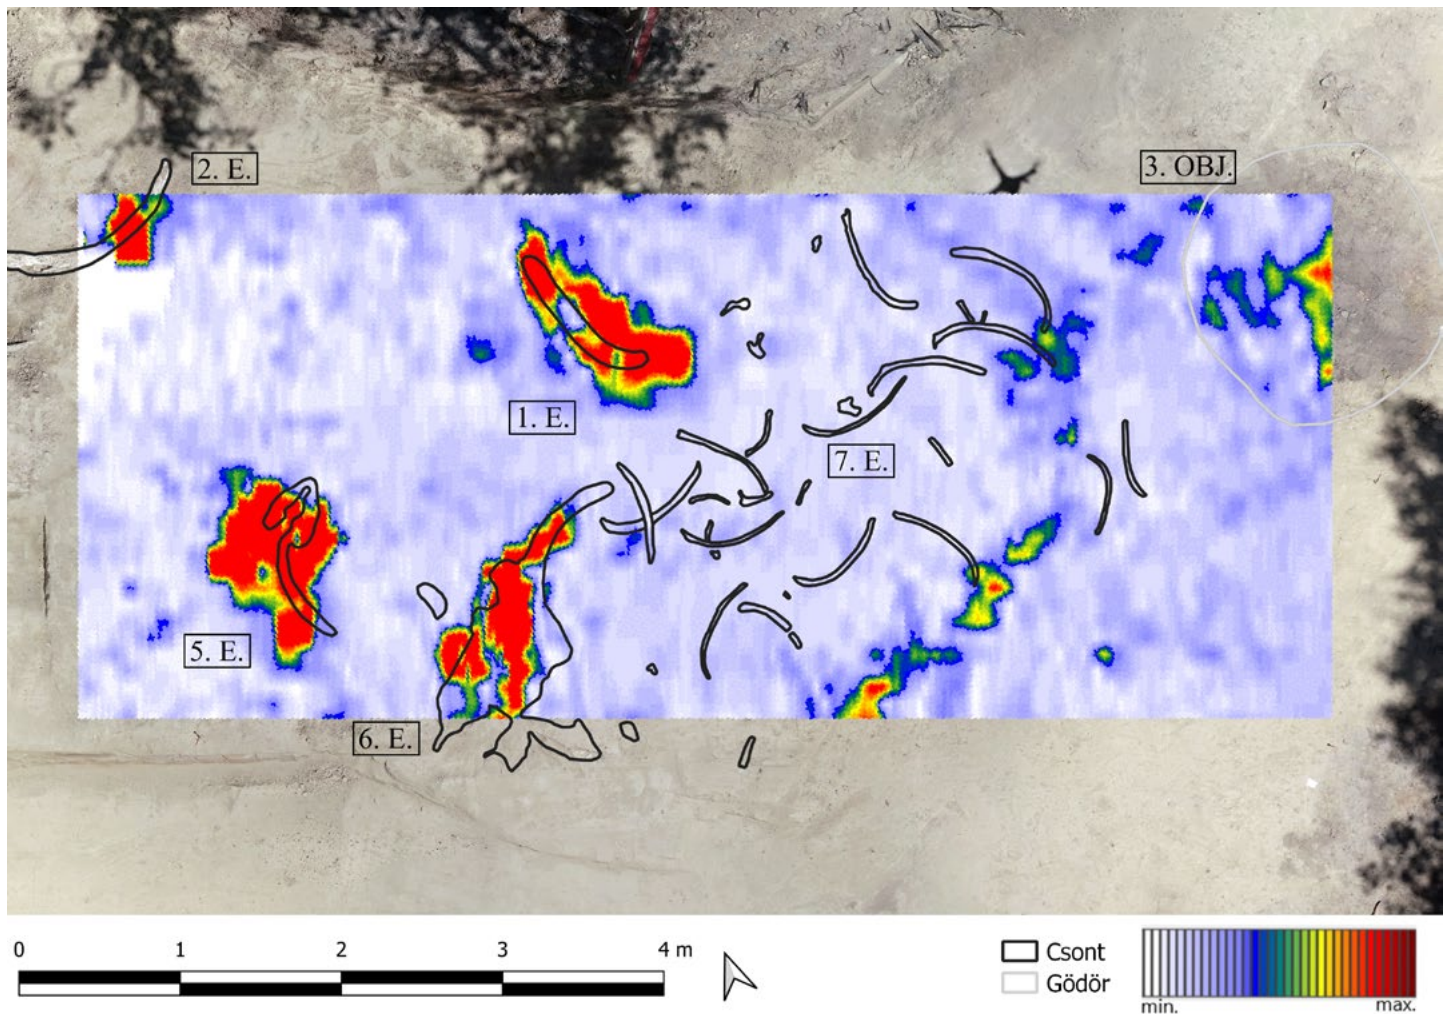 2. E.
3. OBJ.
1. E.
7. E.
5. E.
6. E.
0 1 2 3 4 m
Csont
Gödör
min. max.